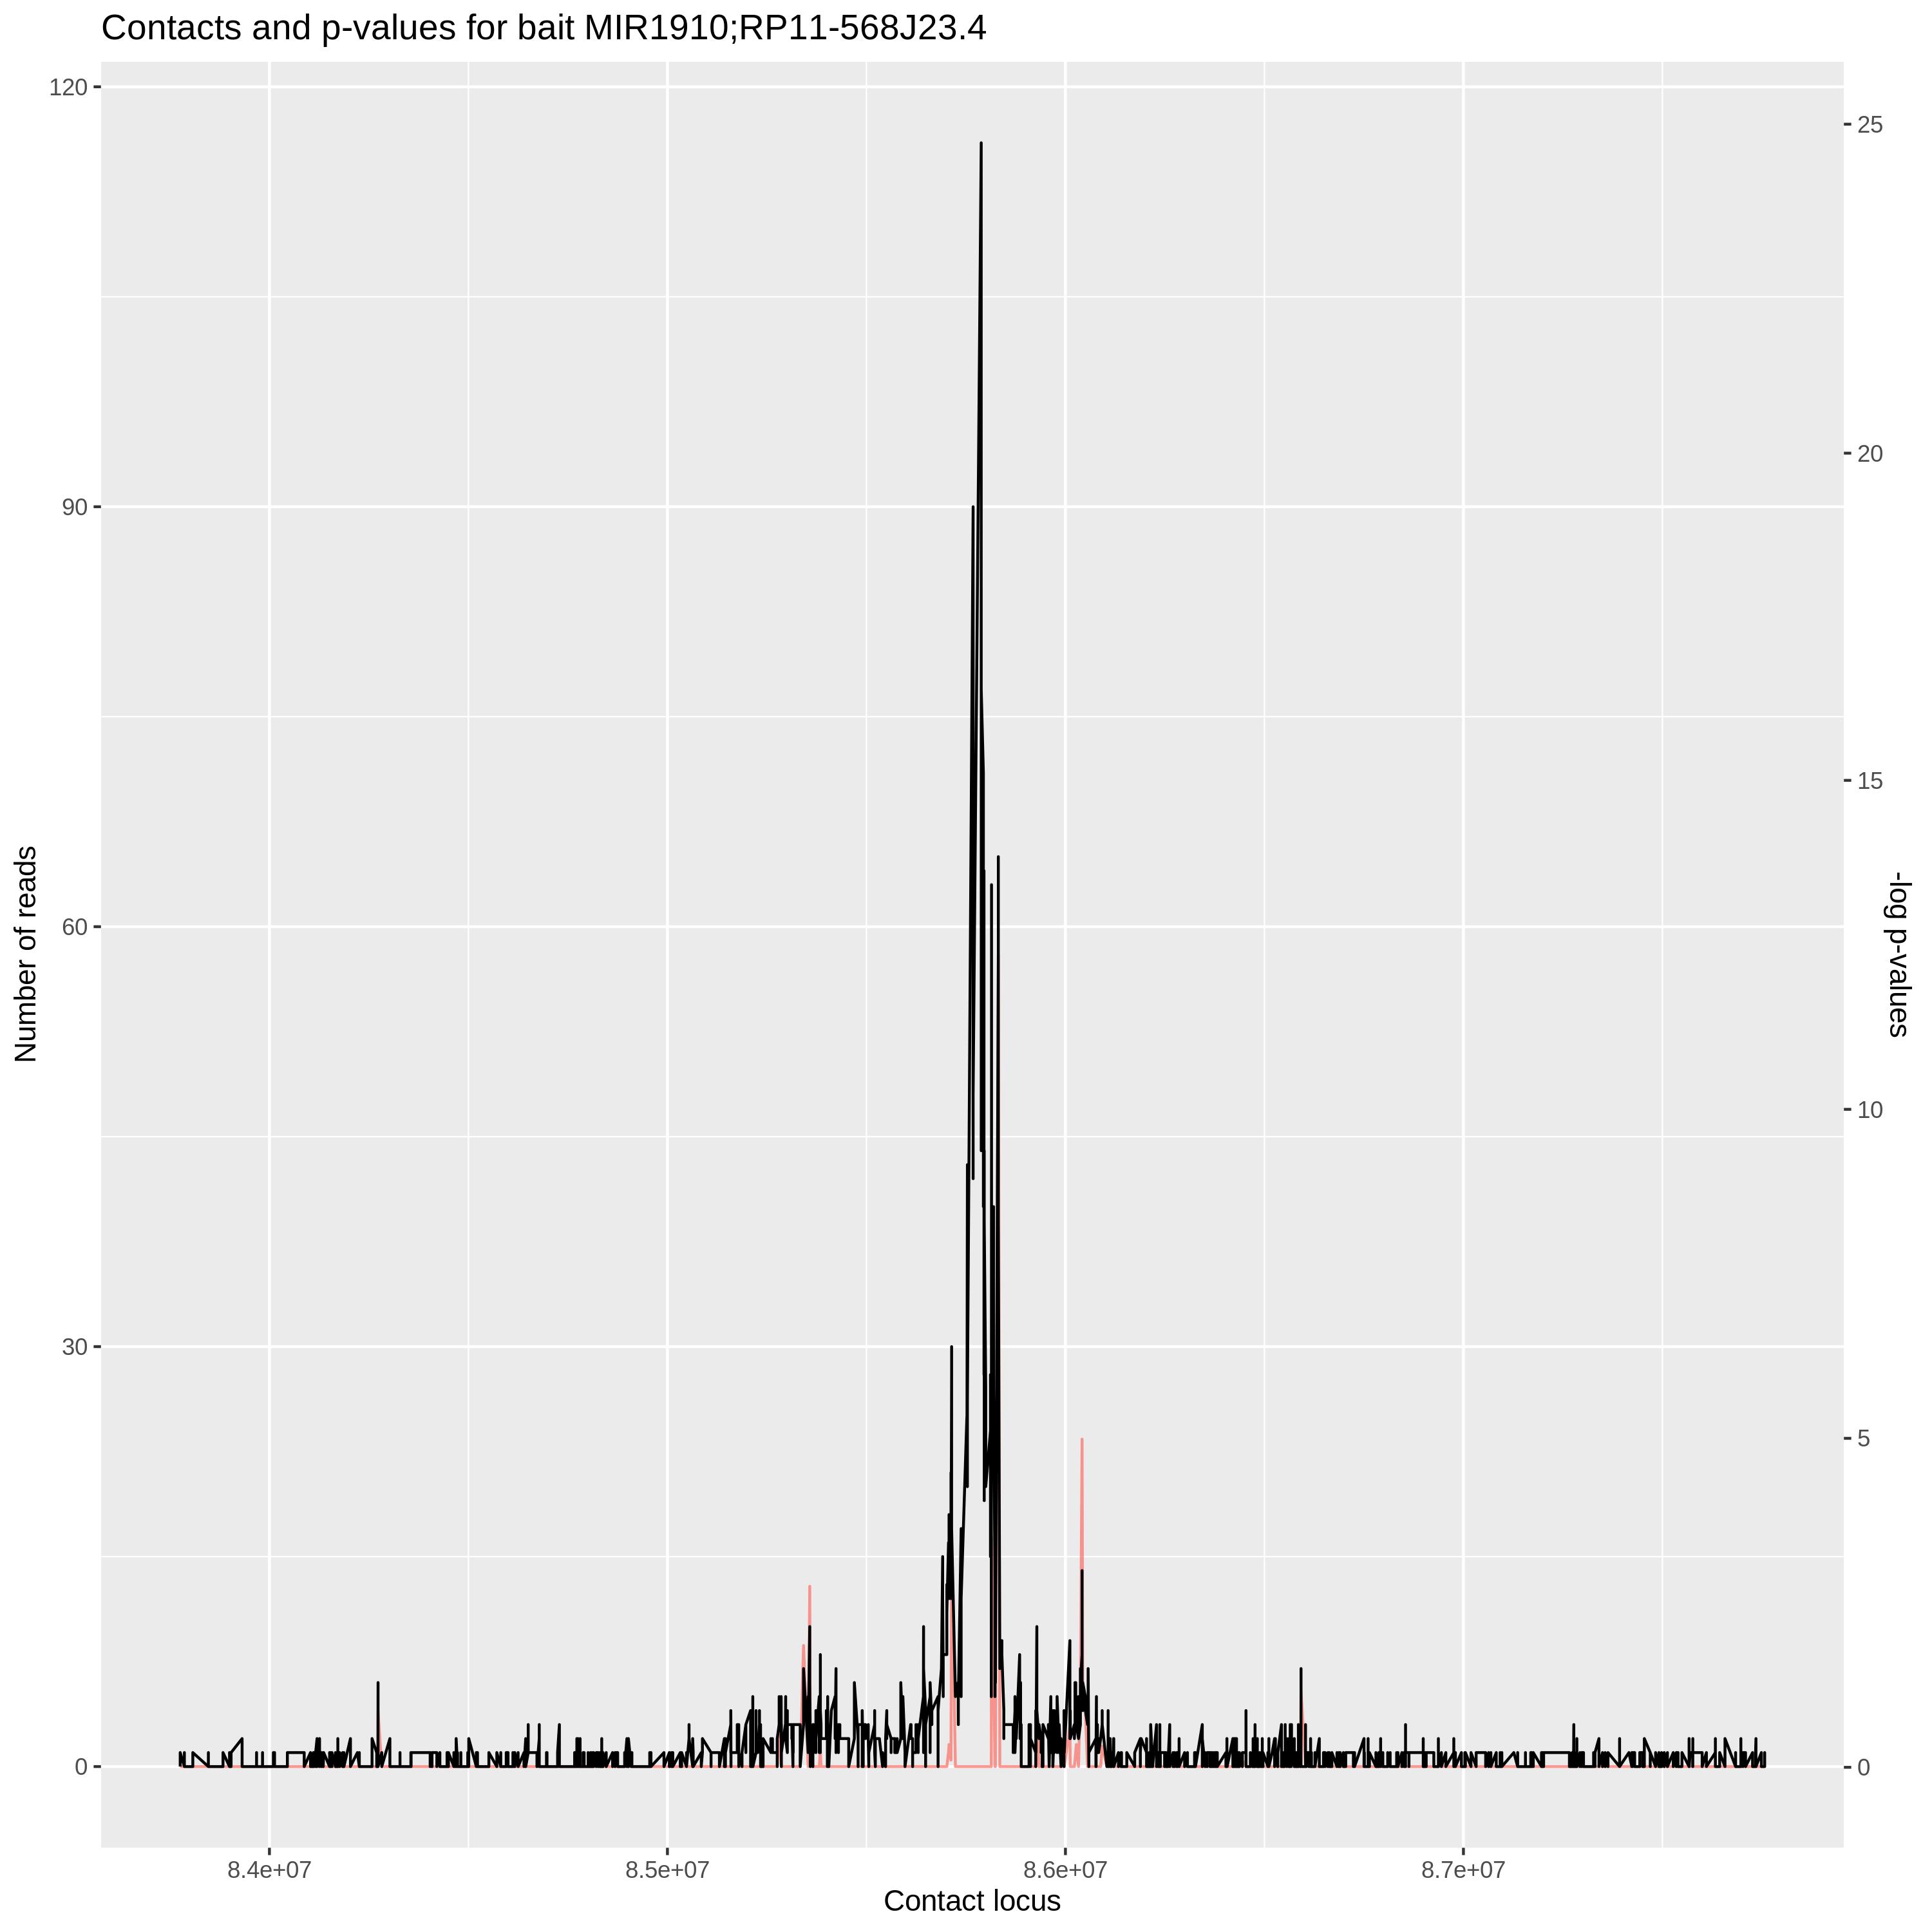 Contacts and p-values for bait MIR1910;RP11-568J23.4
120
90
60
30
0
Number of reads
25
20
15
10
5
0
-log p-values
8.4e+07 8.5e+07 8.6e+07 8.7e+07
Contact locus